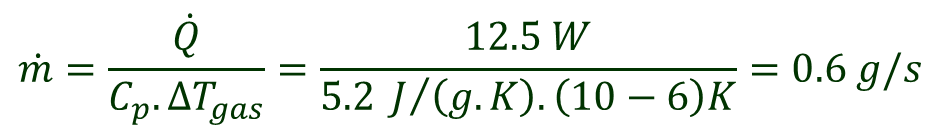 ṁ = Q̇ / (C_p . ΔT_gas) = 12.5 W / (5.2 J/(g.K).(10 − 6)K) = 0.6 g/s